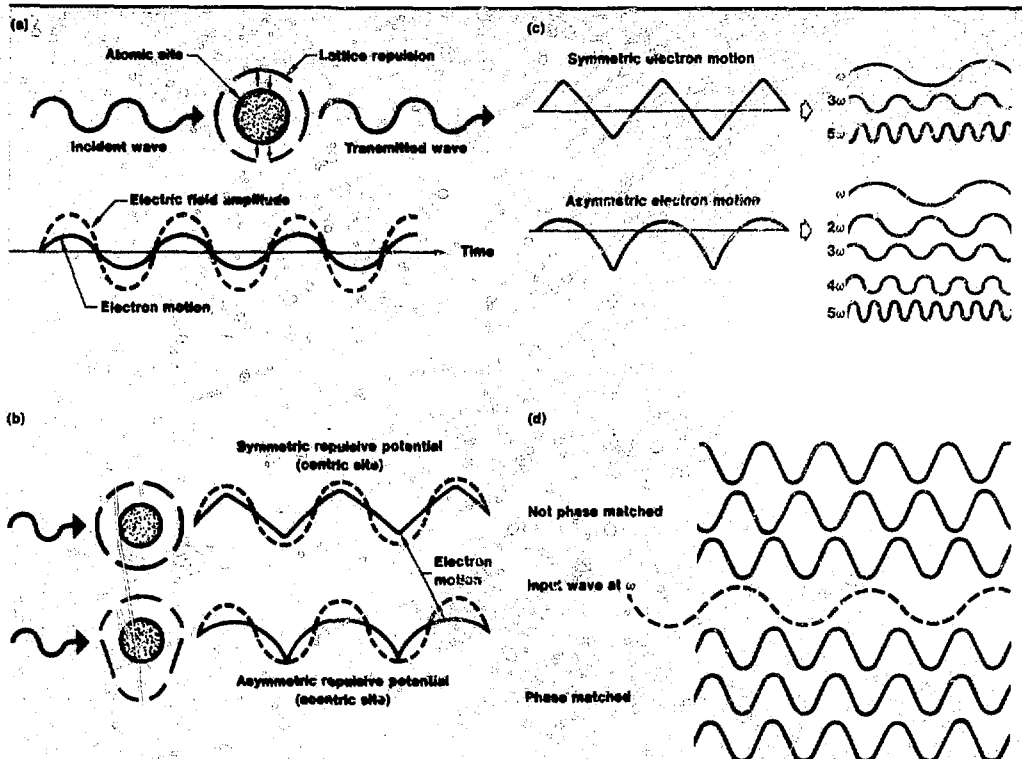 (a)
Atomic site
Lattice repulsion
Incident wave
Transmitted wave
Electric field amplitude
Time
Electron motion
(c)
Symmetric electron motion
ω
3ω
5ω
Asymmetric electron motion
ω
2ω
3ω
4ω
5ω
(b)
Symmetric repulsive potential
(centric site)
Electron
motion
Asymmetric repulsive potential
(acentric site)
(d)
Not phase matched
Input wave at ω
Phase matched